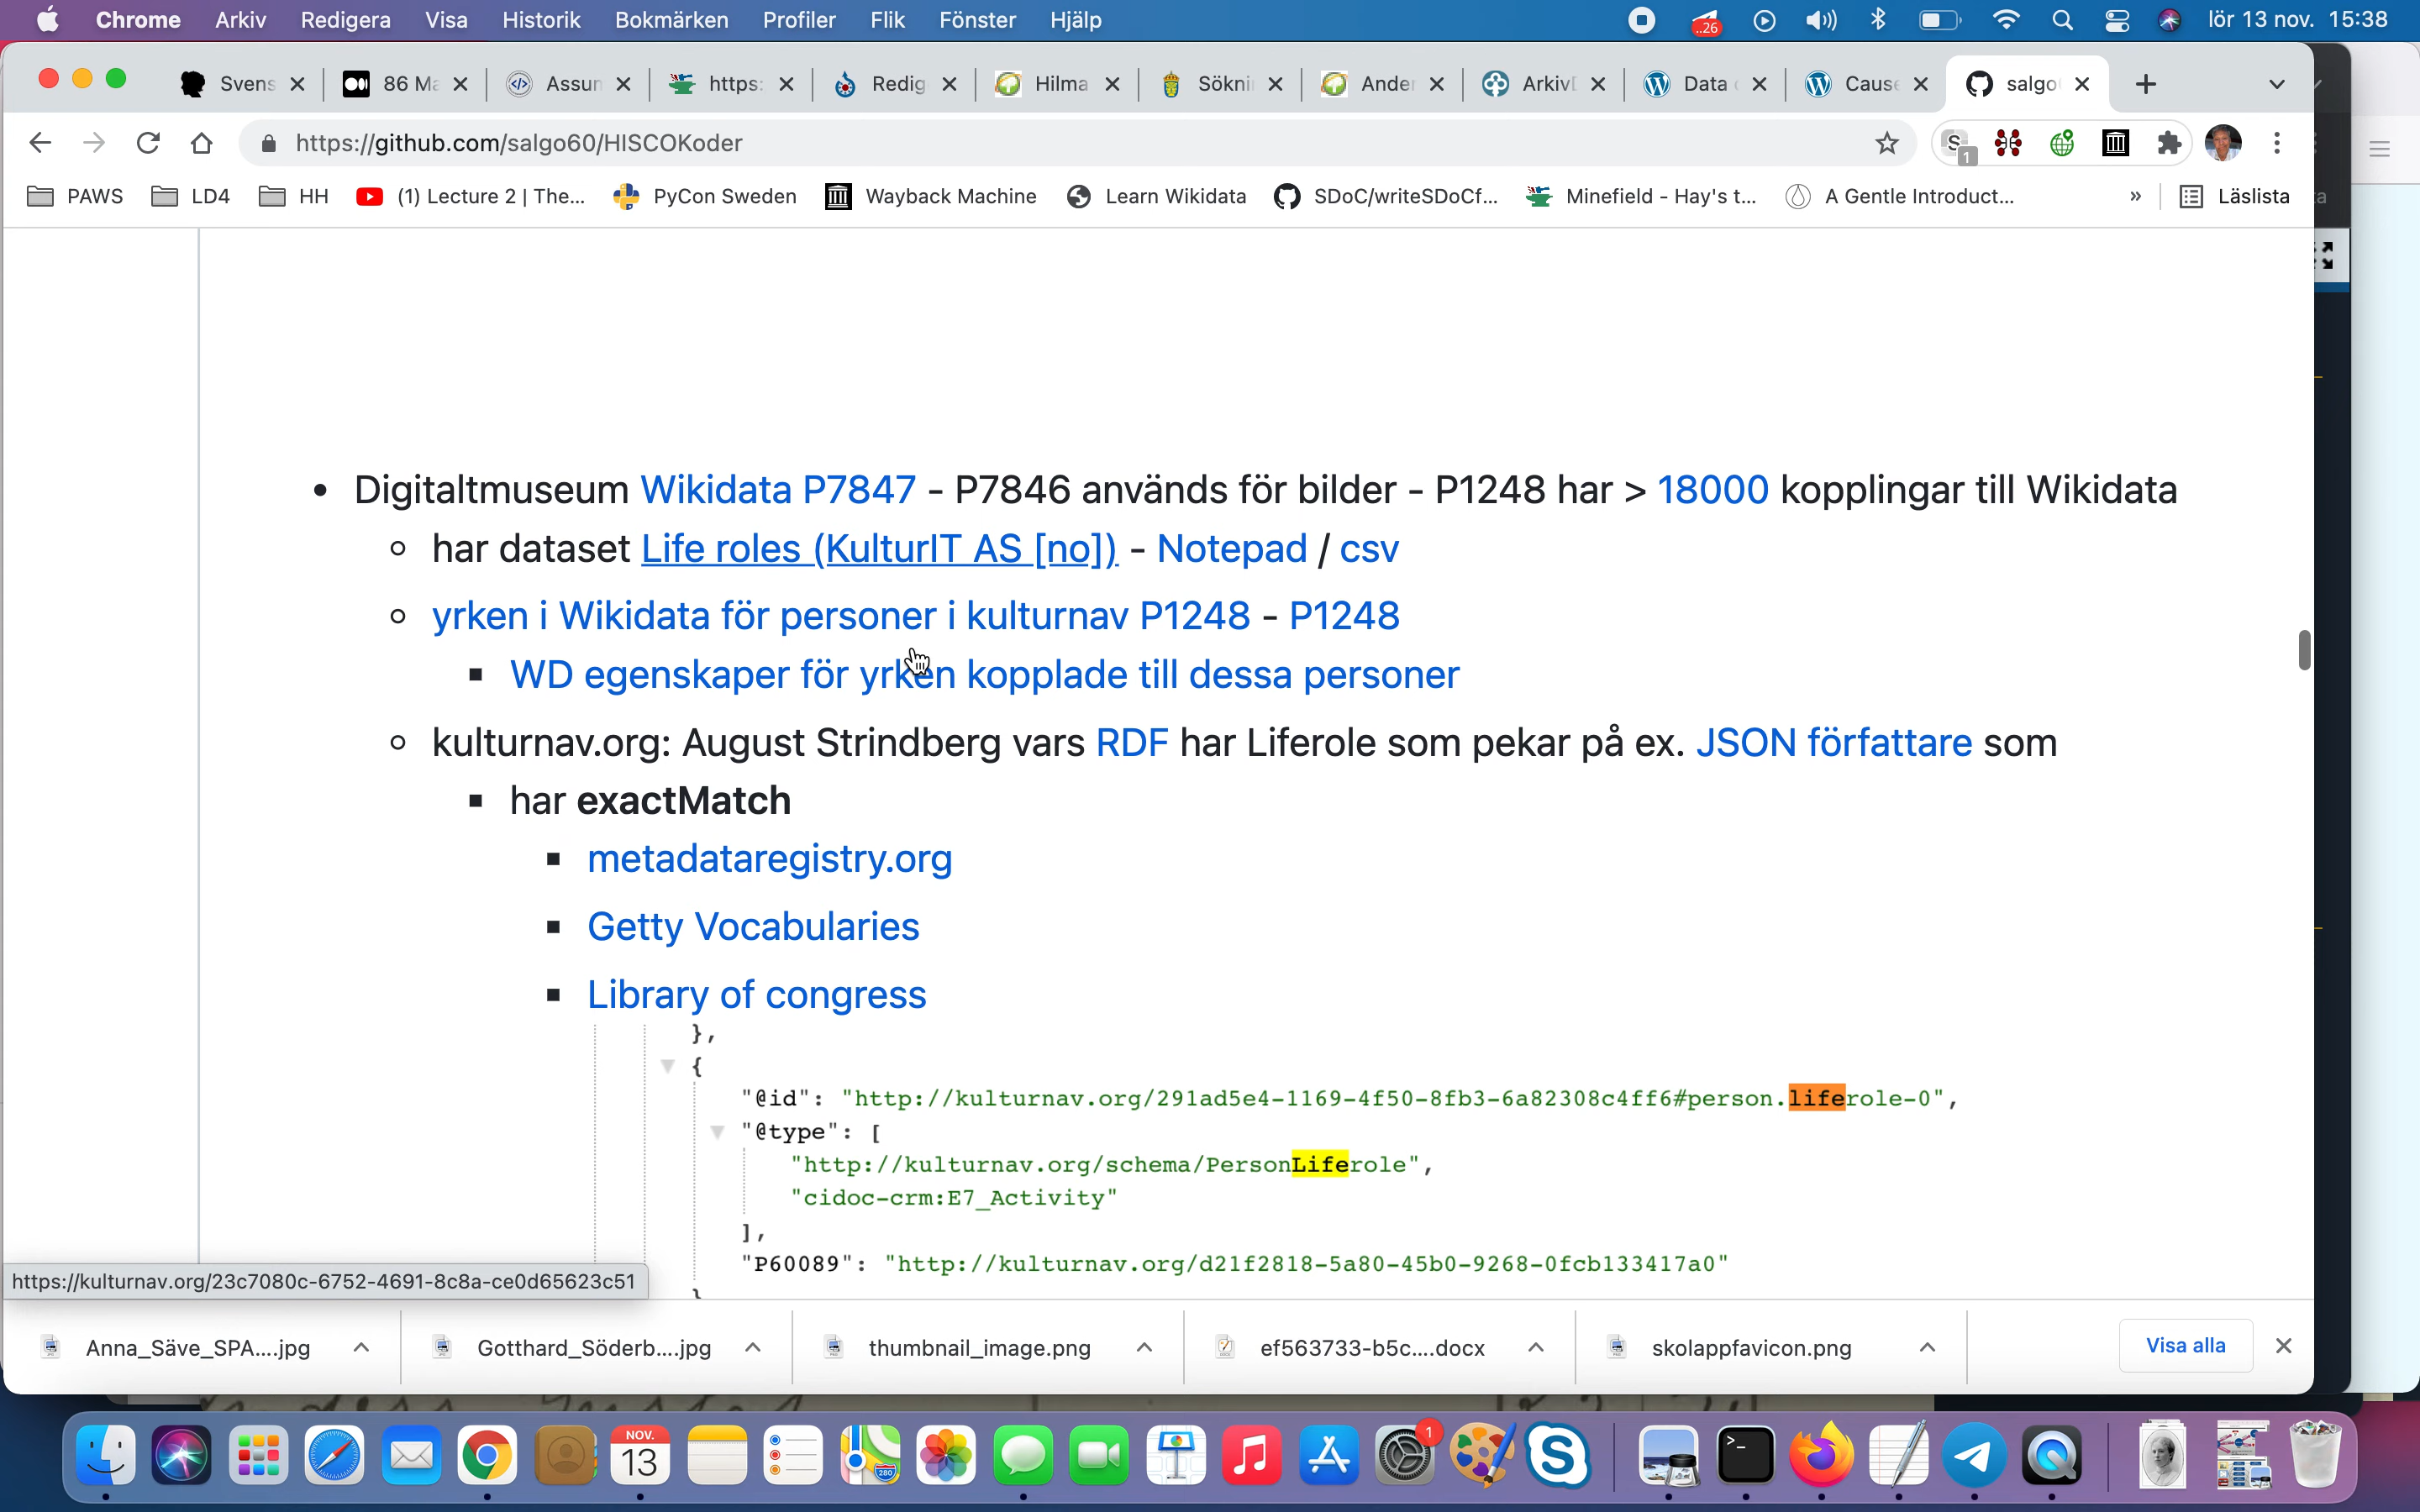 Chrome Arkiv Redigera Visa Historik Bokmärken Profiler Flik Fönster Hjälp ..26 lör 13 nov. 15:38
Svens 86 Ma Assun https: Redig Hilma Söknin Ander Arkiv Data Cause salgo
https://github.com/salgo60/HISCOKoder
S 1
PAWS LD4 HH (1) Lecture 2 | The... PyCon Sweden Wayback Machine Learn Wikidata SDoC/writeSDoCf... Minefield - Hay's t... A Gentle Introduct... » Läslista
• Digitaltmuseum Wikidata P7847 - P7846 används för bilder - P1248 har > 18000 kopplingar till Wikidata
har dataset Life roles (KulturIT AS [no]) - Notepad / csv
yrken i Wikidata för personer i kulturnav P1248 - P1248
WD egenskaper för yrken kopplade till dessa personer
kulturnav.org: August Strindberg vars RDF har Liferole som pekar på ex. JSON författare som
har exactMatch
metadataregistry.org
Getty Vocabularies
Library of congress
},
{
"@id": "http://kulturnav.org/291ad5e4-1169-4f50-8fb3-6a82308c4ff6#person.liferole-0",
"@type": [
"http://kulturnav.org/schema/PersonLiferole",
"cidoc-crm:E7_Activity"
],
"P60089": "http://kulturnav.org/d21f2818-5a80-45b0-9268-0fcb133417a0"
}
https://kulturnav.org/23c7080c-6752-4691-8c8a-ce0d65623c51
Anna_Säve_SPA....jpg Gotthard_Söderb....jpg thumbnail_image.png ef563733-b5c....docx skolappfavicon.png Visa alla
NOV. 13 280 1